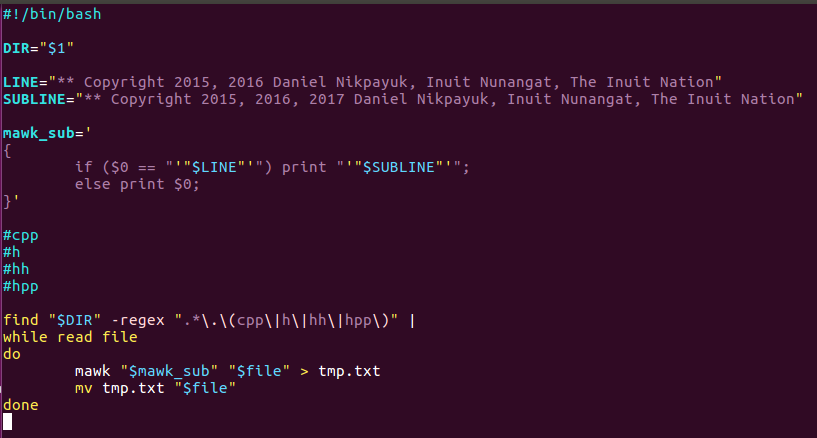 #!/bin/bash

DIR="$1"

LINE="** Copyright 2015, 2016 Daniel Nikpayuk, Inuit Nunangat, The Inuit Nation"
SUBLINE="** Copyright 2015, 2016, 2017 Daniel Nikpayuk, Inuit Nunangat, The Inuit Nation"

mawk_sub='
{
        if ($0 == "'"$LINE"'") print "'"$SUBLINE"'";
        else print $0;
}'

#cpp
#h
#hh
#hpp

find "$DIR" -regex ".*\.\(cpp\|h\|hh\|hpp\)" |
while read file
do
        mawk "$mawk_sub" "$file" > tmp.txt
        mv tmp.txt "$file"
done